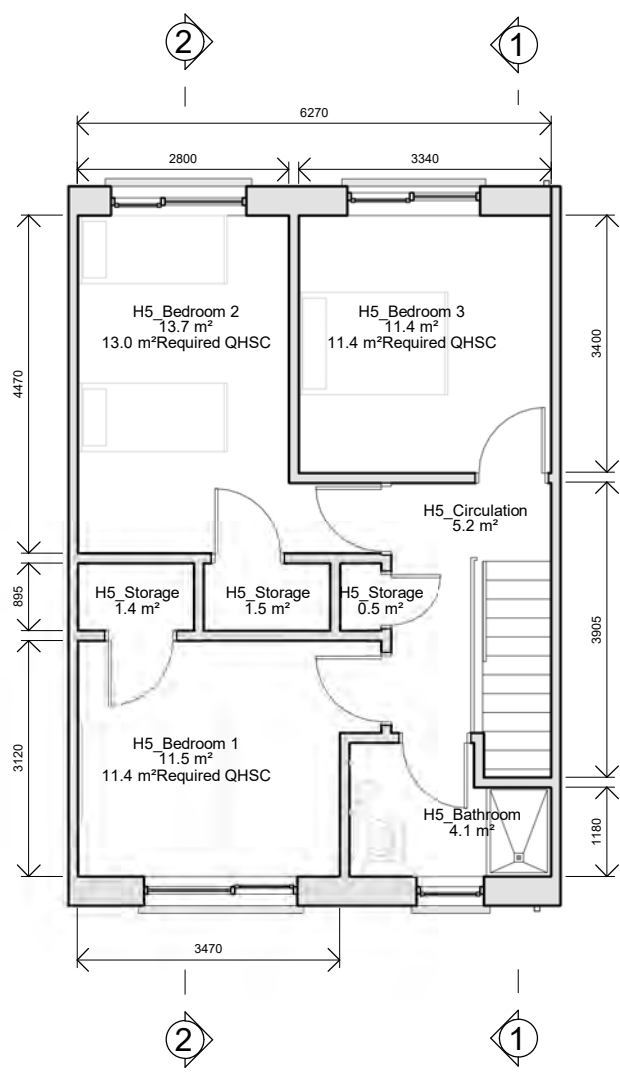 2
1
6270
2800
3340
H5_Bedroom 2
13.7 m²
13.0 m²Required QHSC
H5_Bedroom 3
11.4 m²
11.4 m²Required QHSC
4470
3400
H5_Circulation
5.2 m²
895
H5_Storage
1.4 m²
H5_Storage
1.5 m²
H5_Storage
0.5 m²
3905
3120
H5_Bedroom 1
11.5 m²
11.4 m²Required QHSC
H5_Bathroom
4.1 m²
1180
3470
2
1